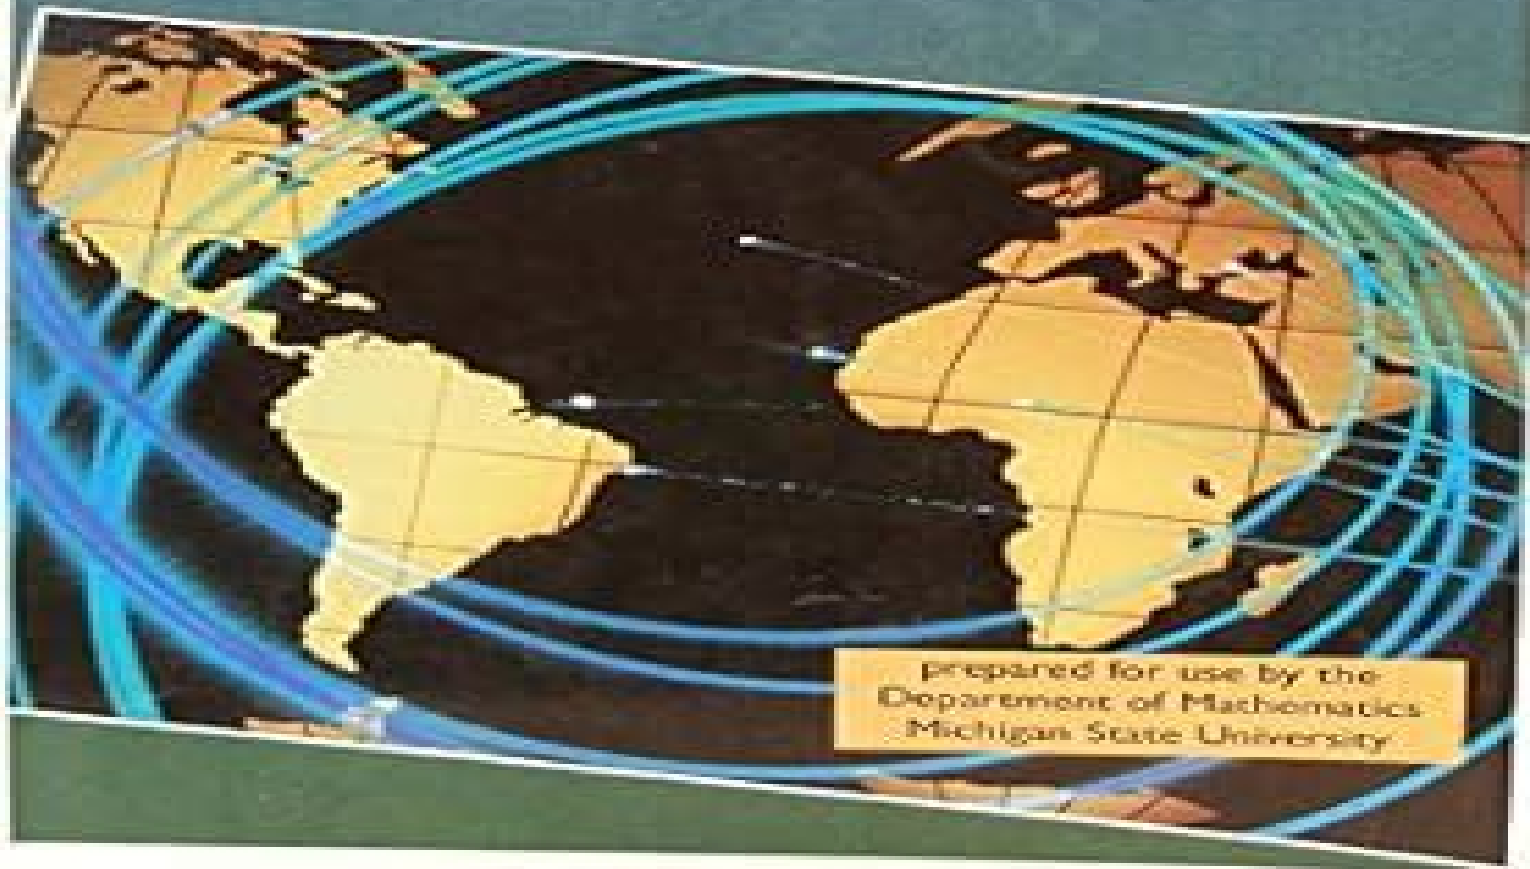 prepared for use by the
Department of Mathematics
Michigan State University